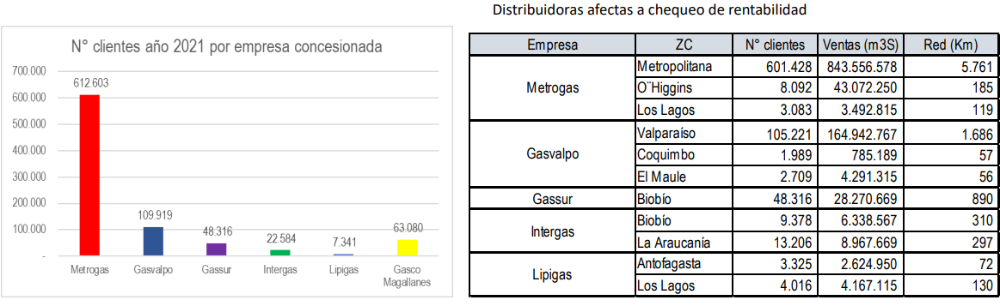 Distribuidoras afectas a chequeo de rentabilidad
N° clientes año 2021 por empresa concesionada
700.000
600.000
500.000
400.000
300.000
200.000
100.000
-
612.603
109.919
48.316
22.584
7.341
63.080
Metrogas Gasvalpo Gassur Intergas Lipigas Gasco
Magallanes
Empresa ZC N° clientes Ventas (m3S) Red (Km)
Metrogas Metropolitana 601.428 843.556.578 5.761
O¨Higgins 8.092 43.072.250 185
Los Lagos 3.083 3.492.815 119
Gasvalpo Valparaíso 105.221 164.942.767 1.686
Coquimbo 1.989 785.189 57
El Maule 2.709 4.291.315 56
Gassur Biobío 48.316 28.270.669 890
Intergas Biobío 9.378 6.338.567 310
La Araucanía 13.206 8.967.669 297
Lipigas Antofagasta 3.325 2.624.950 72
Los Lagos 4.016 4.167.115 130